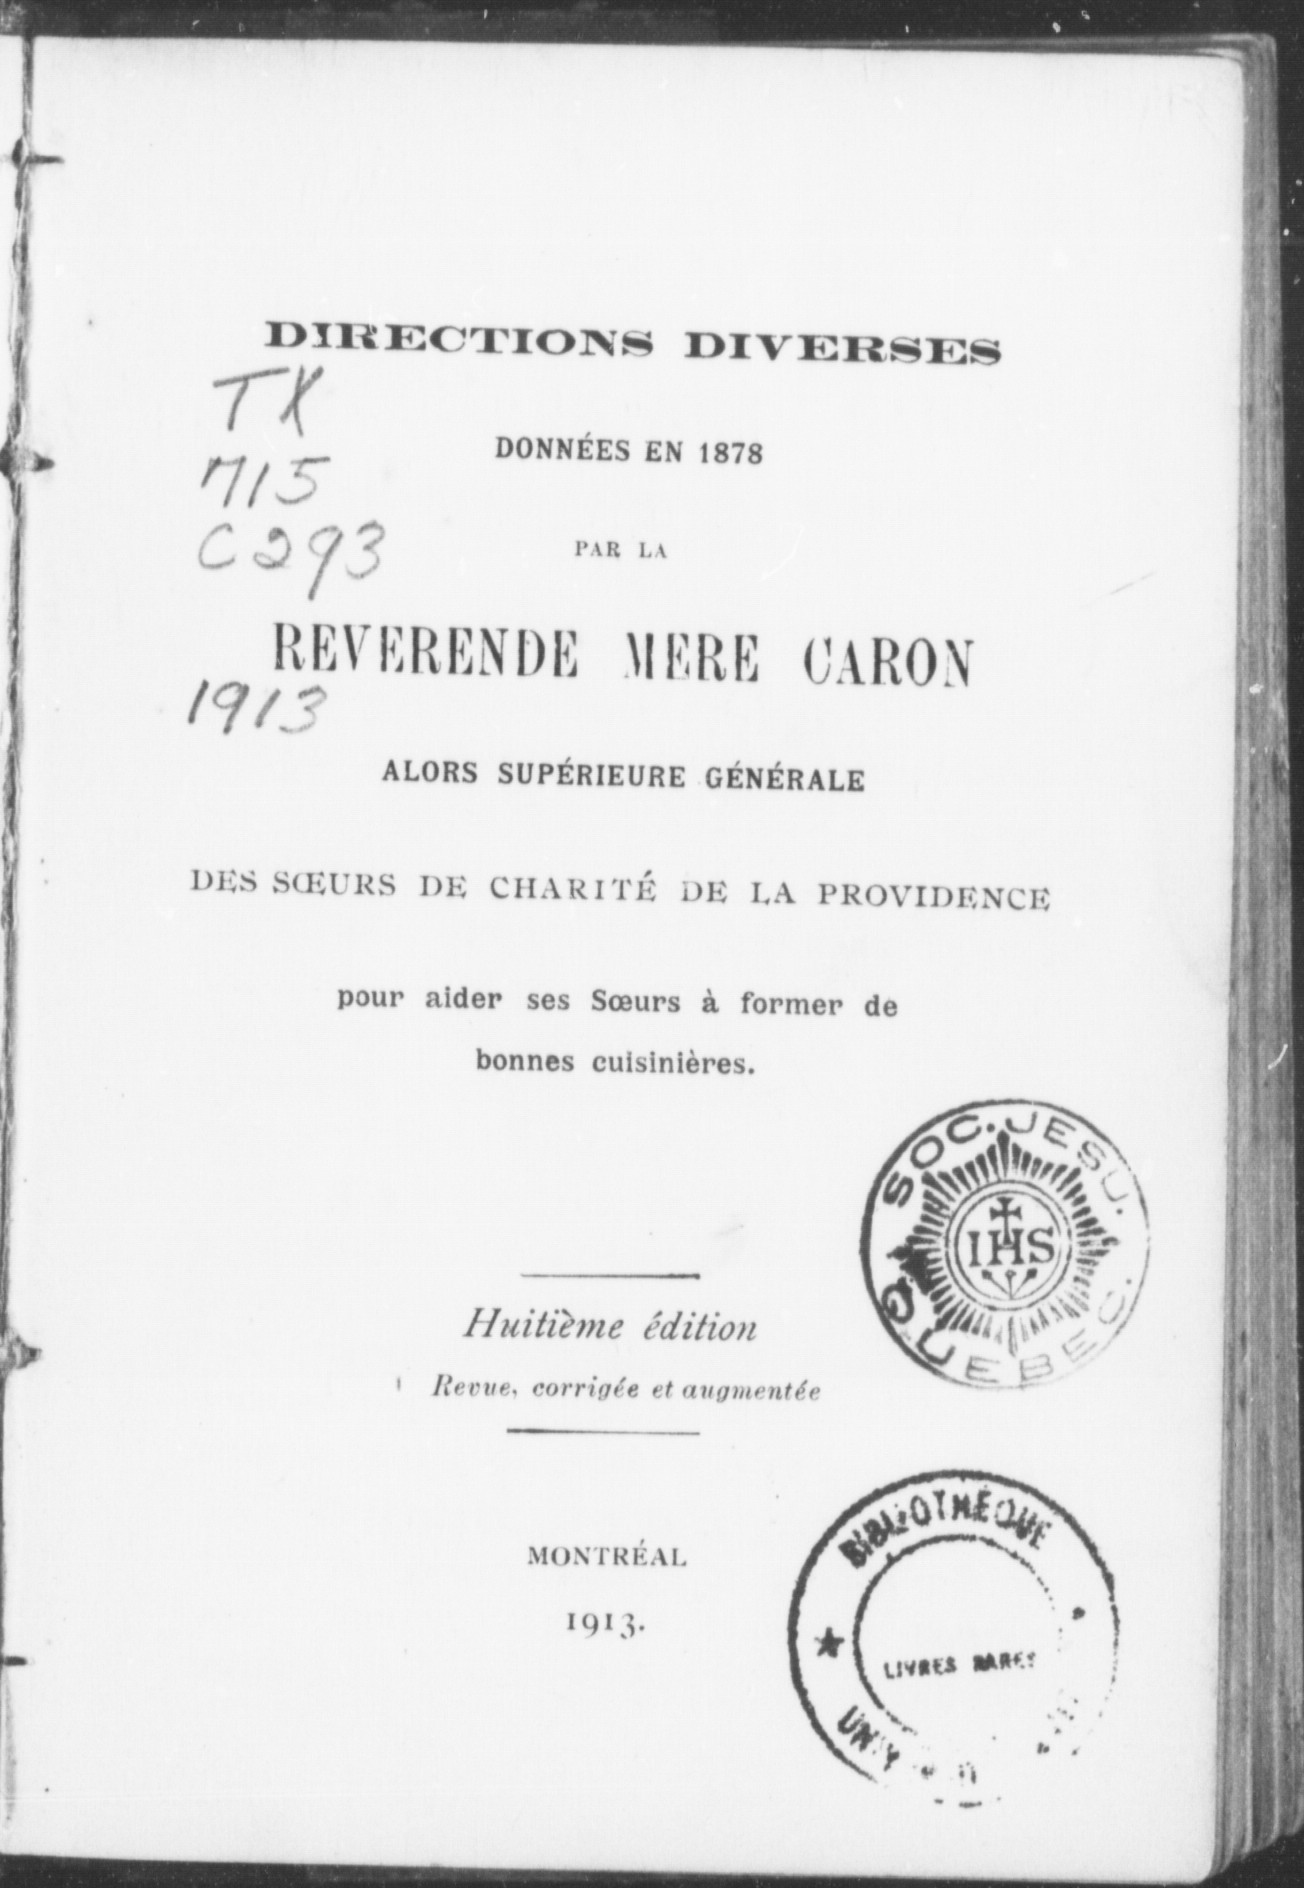 DIRECTIONS DIVERSES
TX
DONNÉES EN 1878
715
C293
PAR LA
REVERENDE MERE CARON
1913
ALORS SUPÉRIEURE GÉNÉRALE
DES SŒURS DE CHARITÉ DE LA PROVIDENCE
pour aider ses Sœurs à former de
bonnes cuisinières.
SOC. JESU.
IHS
QUEBEC.
Huitième édition
Revue, corrigée et augmentée
MONTRÉAL
1913.
BIBLIOTHÈQUE
LIVRES RARES